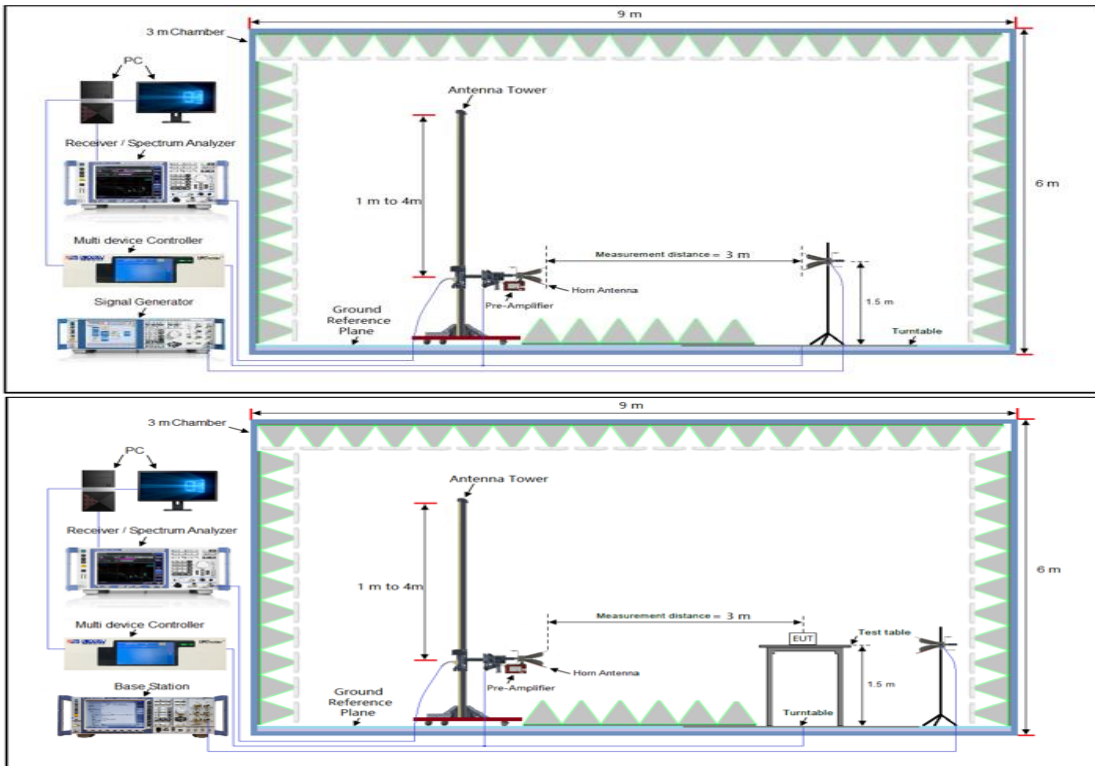 9 m
3 m Chamber
PC
Antenna Tower
Receiver / Spectrum Analyzer
6 m
1 m to 4m
Multi device Controller
Measurement distance = 3 m
Horn Antenna
Pre-Amplifier
1.5 m
Signal Generator
Ground
Reference
Plane
Turntable
9 m
3 m Chamber
PC
Antenna Tower
Receiver / Spectrum Analyzer
6 m
1 m to 4m
Measurement distance = 3 m
Multi device Controller
EUT
Test table
Horn Antenna
Pre-Amplifier
1.5 m
Base Station
Ground
Reference
Plane
Turntable